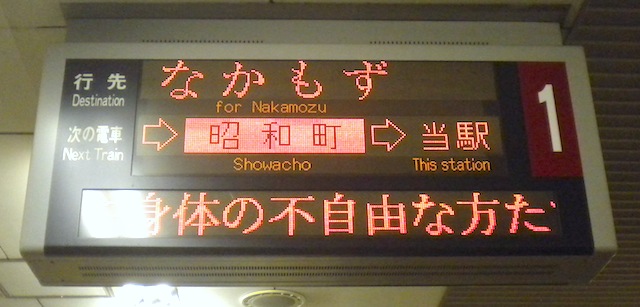 行先 なかもず
Destination for Nakamozu
1
次の電車 昭和町 当駅
Next Train Showacho This station
身体の不自由な方た